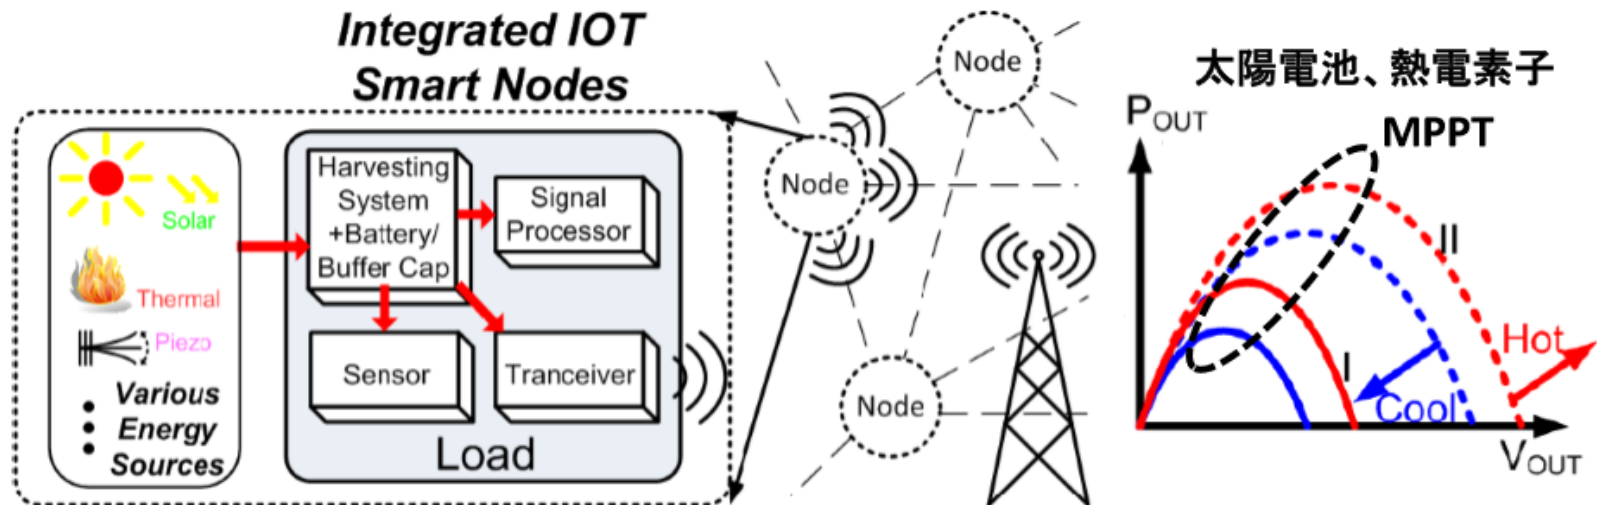 Integrated IOT
Smart Nodes
Solar
Thermal
Piezo
Various
Energy
Sources
Harvesting
System
+Battery/
Buffer Cap
Signal
Processor
Sensor
Tranceiver
Load
Node
Node
Node
太陽電池、熱電素子
POUT
MPPT
II
I
Hot
Cool
VOUT